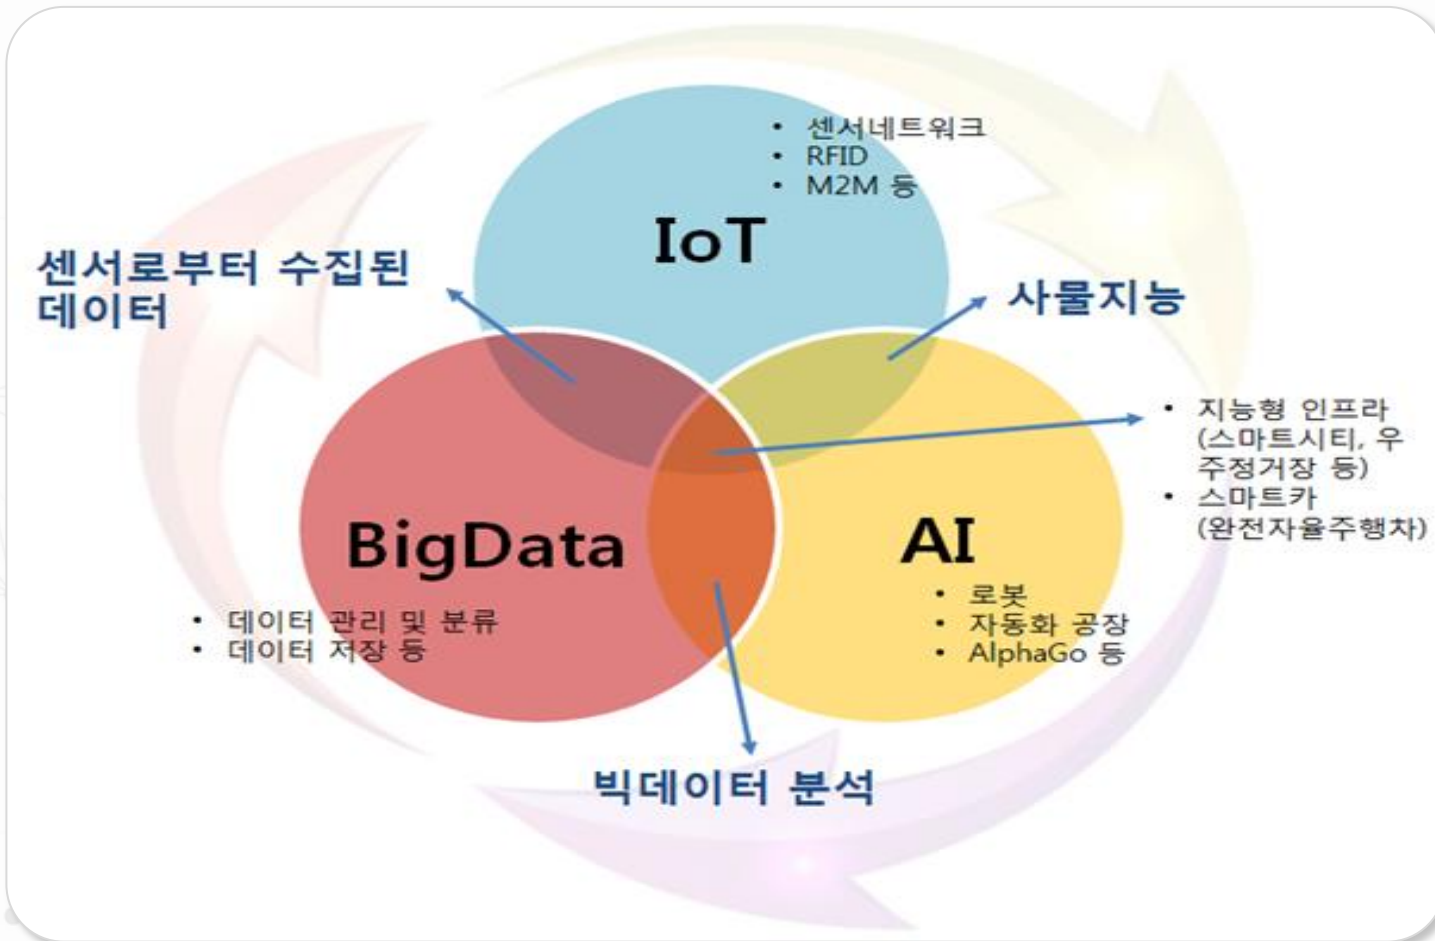 • 센서네트워크
• RFID
• M2M 등
IoT
센서로부터 수집된
데이터
사물지능
• 지능형 인프라
(스마트시티, 우
주정거장 등)
• 스마트카
(완전자율주행차)
BigData
• 데이터 관리 및 분류
• 데이터 저장 등
AI
• 로봇
• 자동화 공장
• AlphaGo 등
빅데이터 분석